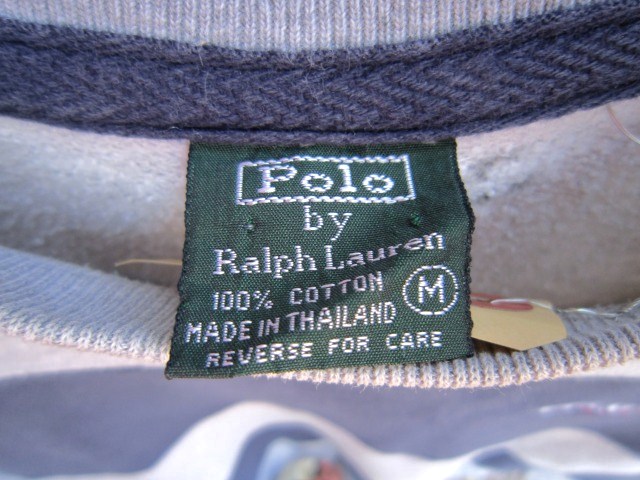 Polo
by
Ralph Lauren
100% COTTON
M
MADE IN THAILAND
REVERSE FOR CARE